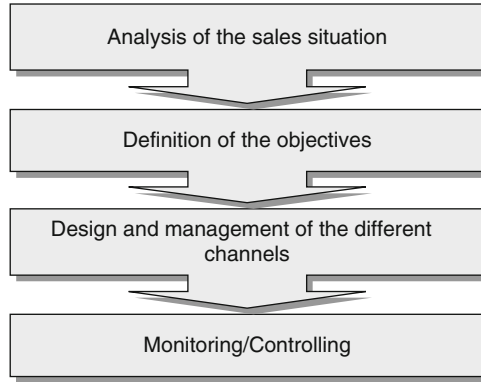 Analysis of the sales situation
Definition of the objectives
Design and management of the different
channels
Monitoring/Controlling